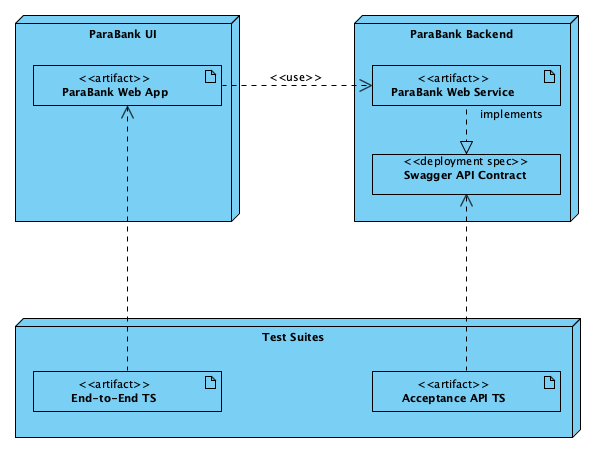 ParaBank UI
<<artifact>>
ParaBank Web App
<<use>>
ParaBank Backend
<<artifact>>
ParaBank Web Service
implements
<<deployment spec>>
Swagger API Contract
Test Suites
<<artifact>>
End-to-End TS
<<artifact>>
Acceptance API TS